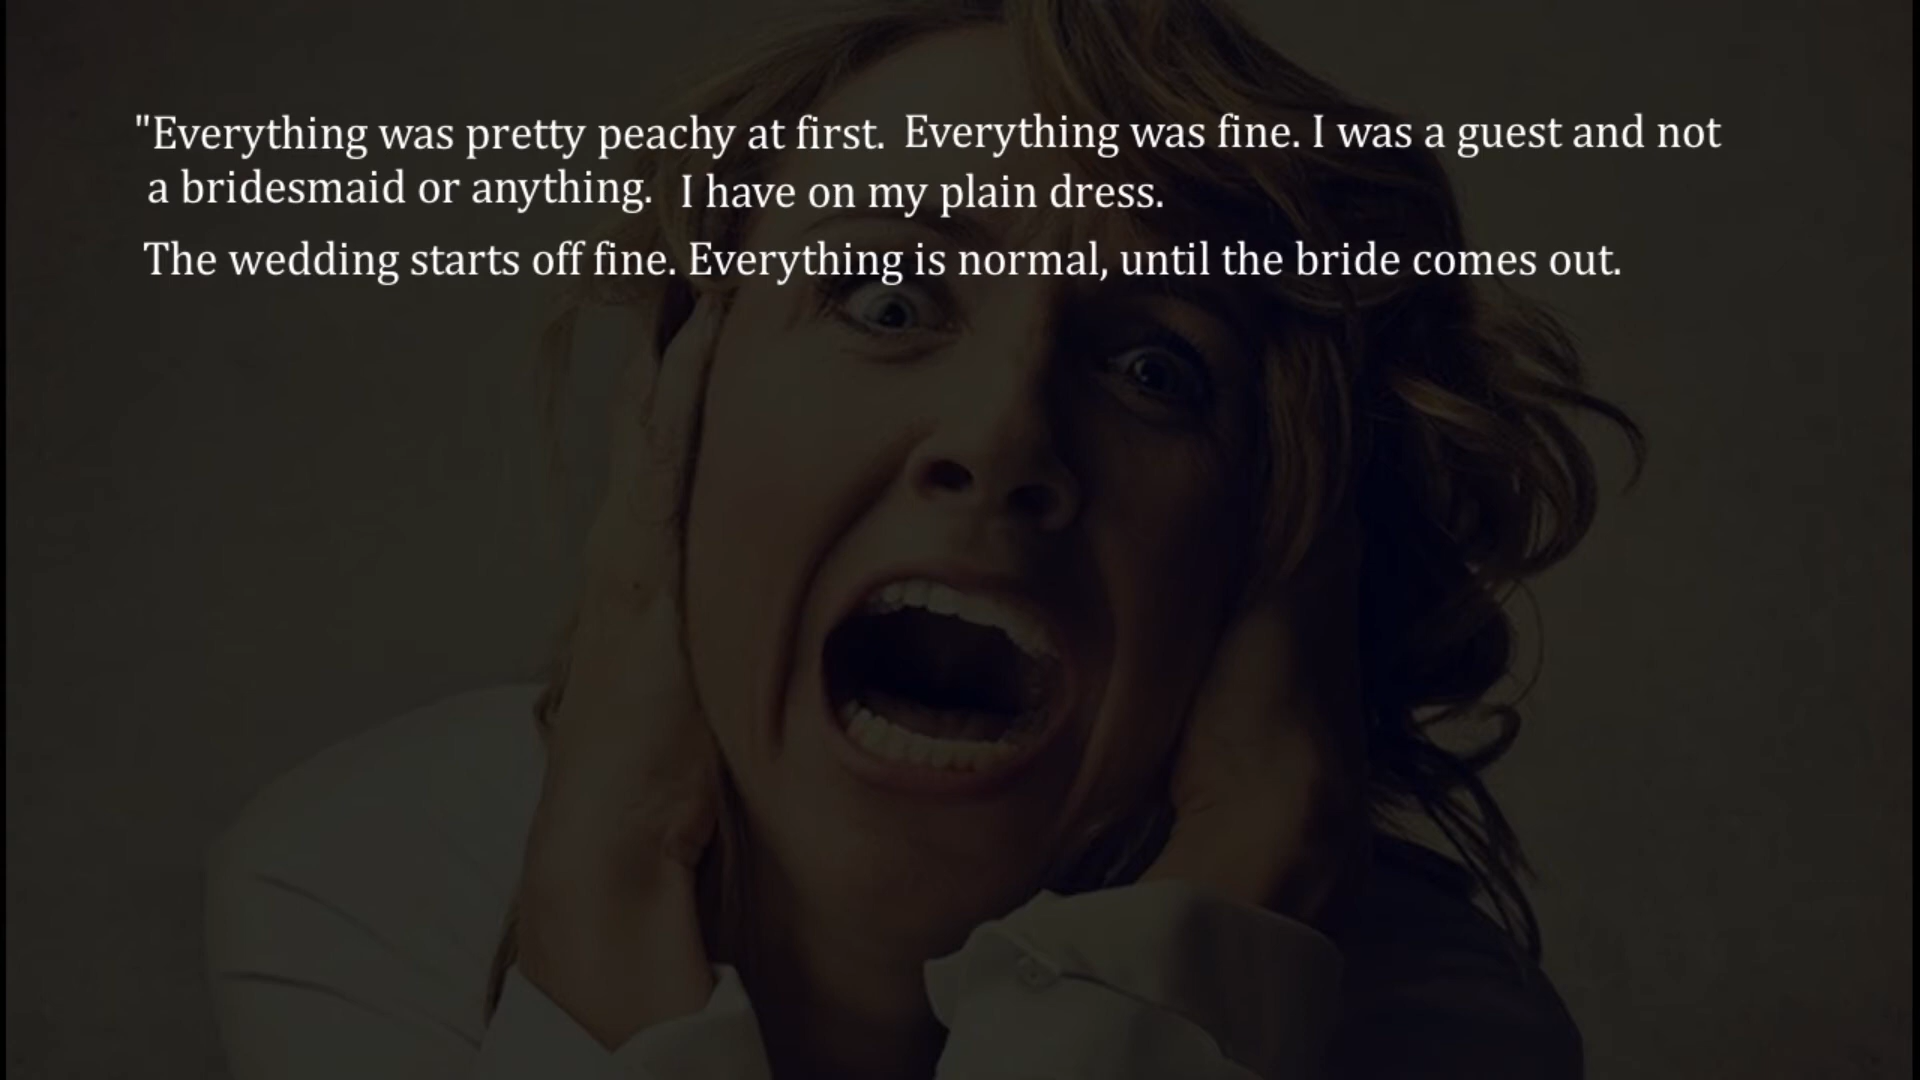 "Everything was pretty peachy at first. Everything was fine. I was a guest and not
a bridesmaid or anything. I have on my plain dress.
The wedding starts off fine. Everything is normal, until the bride comes out.